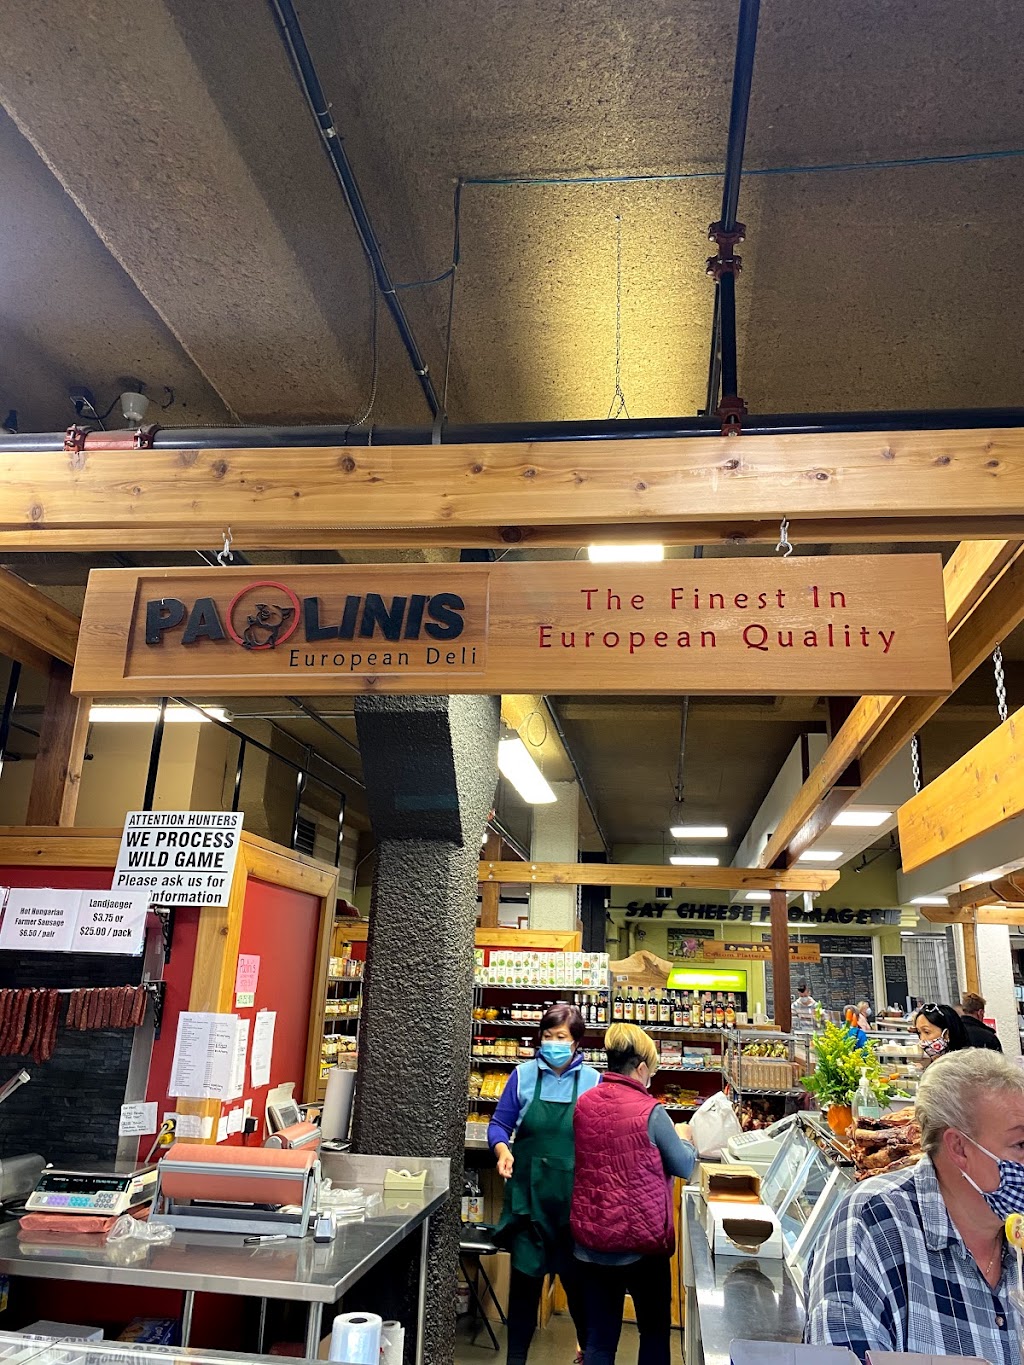 PAOLINI'S
European Deli
The Finest In
European Quality
ATTENTION HUNTERS
WE PROCESS
WILD GAME
Please ask us for
Information
Hot Hungarian
Farmer Sausage
$6.50 / pair
Landjaeger
$3.75 or
$25.00 / pack
SAY CHEESE FROMAGERIE